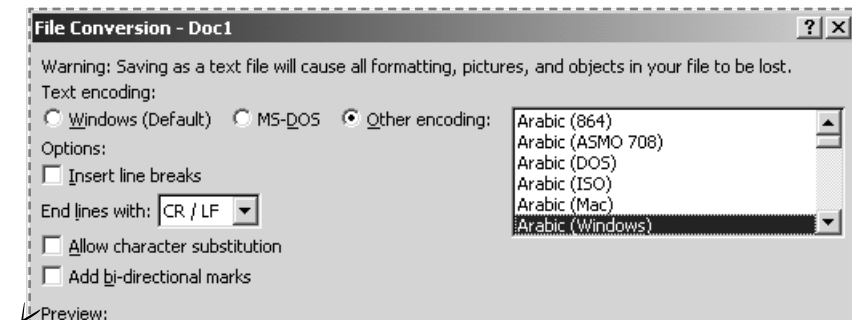 File Conversion - Doc1
Warning: Saving as a text file will cause all formatting, pictures, and objects in your file to be lost.
Text encoding:
Windows (Default) MS-DOS Other encoding:
Arabic (864)
Arabic (ASMO 708)
Arabic (DOS)
Arabic (ISO)
Arabic (Mac)
Arabic (Windows)
Options:
Insert line breaks
End lines with: CR / LF
Allow character substitution
Add bi-directional marks
Preview: